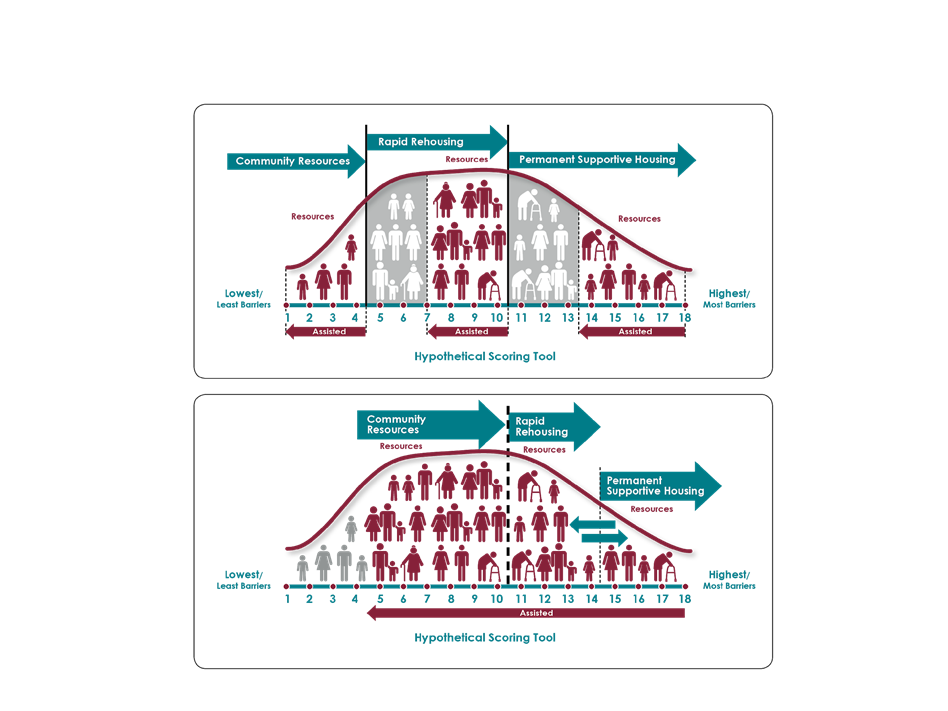 Rapid Rehousing
Community Resources
Resources
Permanent Supportive Housing
Resources
Resources
Lowest/
Least Barriers
Highest/
Most Barriers
1 2 3 4 5 6 7 8 9 10 11 12 13 14 15 16 17 18
Assisted
Assisted
Assisted
Hypothetical Scoring Tool
Community
Resources
Rapid
Rehousing
Resources
Resources
Permanent
Supportive Housing
Resources
Lowest/
Least Barriers
Highest/
Most Barriers
1 2 3 4 5 6 7 8 9 10 11 12 13 14 15 16 17 18
Assisted
Hypothetical Scoring Tool